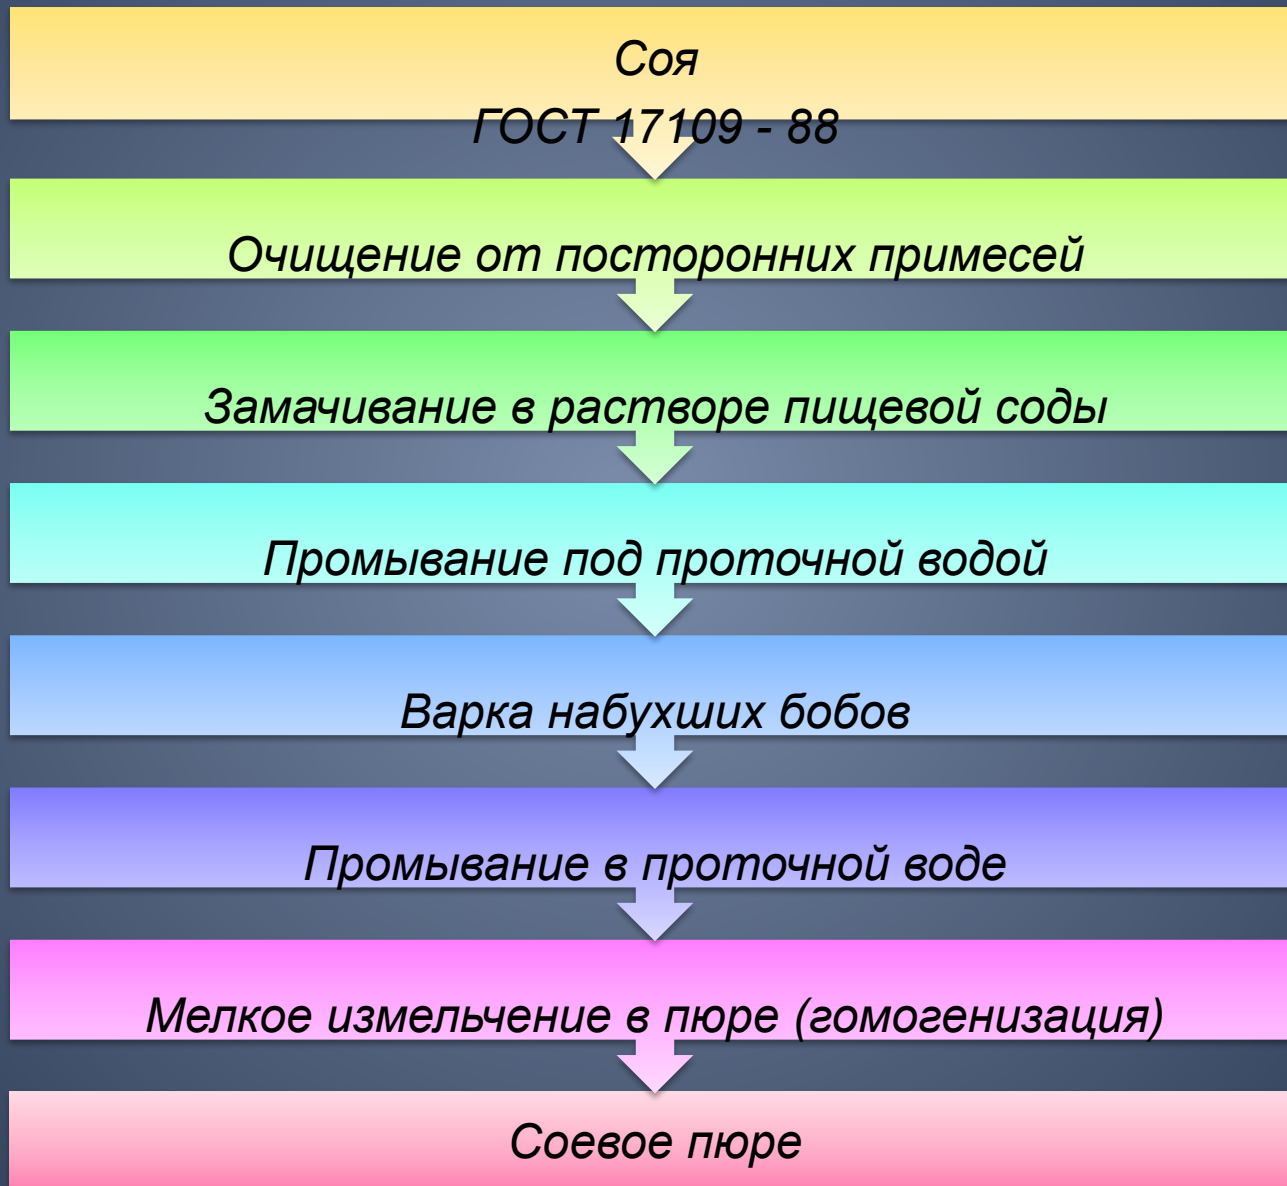 Соя
ГОСТ 17109 - 88
Очищение от посторонних примесей
Замачивание в растворе пищевой соды
Промывание под проточной водой
Варка набухших бобов
Промывание в проточной воде
Мелкое измельчение в пюре (гомогенизация)
Соевое пюре